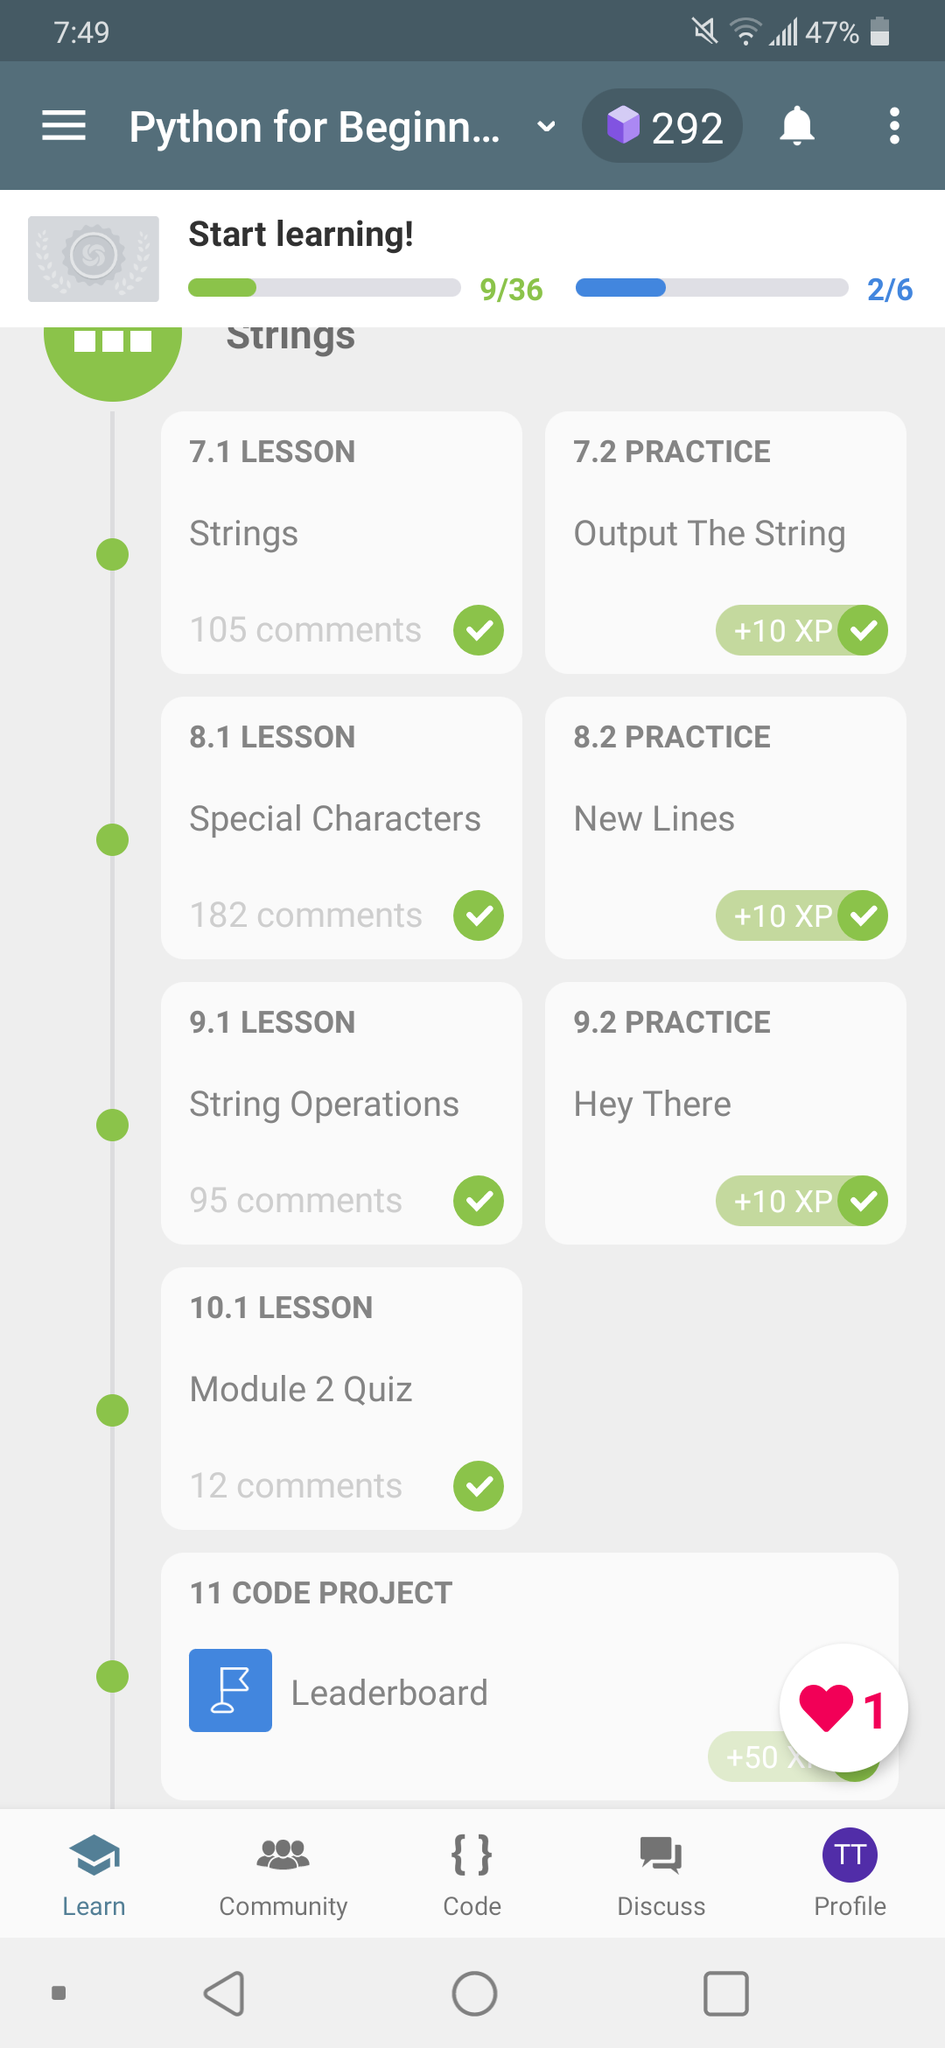 7:49
47%
Python for Beginn...
292
Start learning!
9/36
2/6
Strings
7.1 LESSON
Strings
105 comments
7.2 PRACTICE
Output The String
+10 XP
8.1 LESSON
Special Characters
182 comments
8.2 PRACTICE
New Lines
+10 XP
9.1 LESSON
String Operations
95 comments
9.2 PRACTICE
Hey There
+10 XP
10.1 LESSON
Module 2 Quiz
12 comments
11 CODE PROJECT
Leaderboard
1
+50 X
Learn
Community
{ }
Code
Discuss
TT
Profile